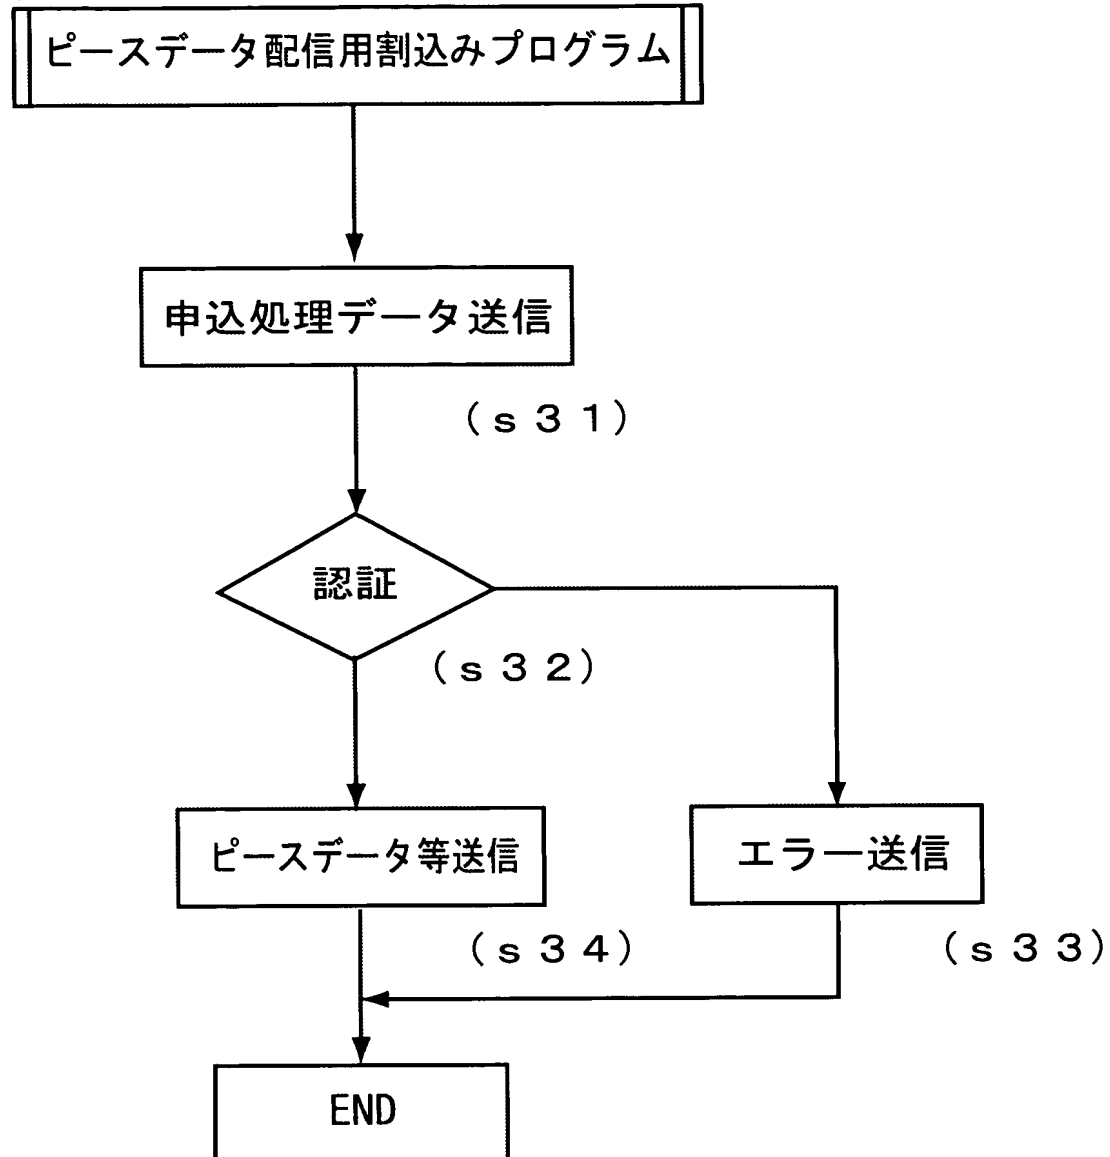 ピースデータ配信用割込みプログラム
申込処理データ送信
(s31)
認証
(s32)
ピースデータ等送信
エラー送信
(s34)
(s33)
END